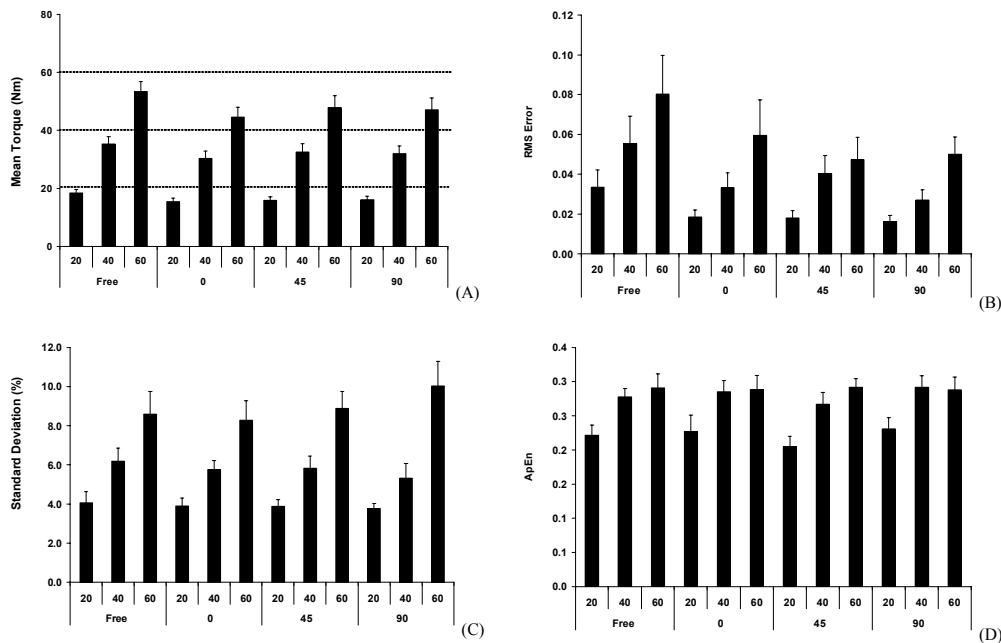 80
60
40
20
0
Mean Torque (Nm)
20 40 60 20 40 60 20 40 60 20 40 60
Free 0 45 90
(A)
0.12
0.10
0.08
0.06
0.04
0.02
0.00
RMS Error
20 40 60 20 40 60 20 40 60 20 40 60
Free 0 45 90
(B)
12.0
10.0
8.0
6.0
4.0
2.0
0.0
Standard Deviation (%)
20 40 60 20 40 60 20 40 60 20 40 60
Free 0 45 90
(C)
0.4
0.3
0.3
0.2
0.2
0.1
0.1
0.0
ApEn
20 40 60 20 40 60 20 40 60 20 40 60
Free 0 45 90
(D)